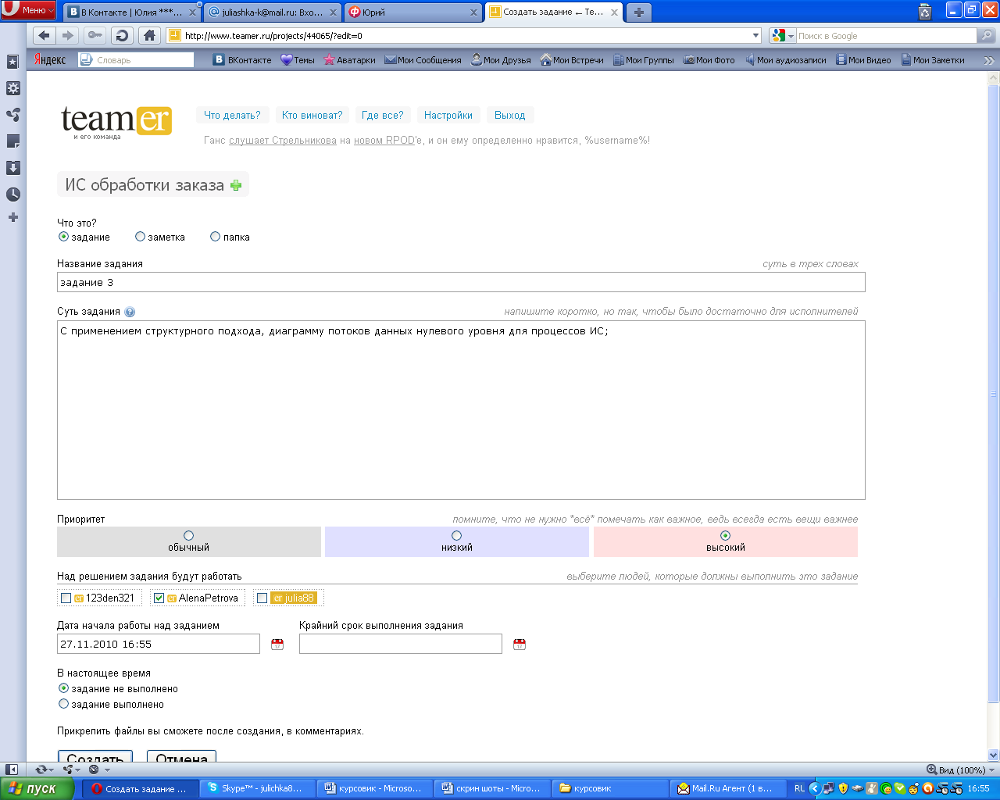 Меню
В Контакте | Юлия ****...
juliashka-k@mail.ru: Вхо...
Юрий
Создать задание ← Te...
http://www.teamer.ru/projects/44065/?edit=0
Поиск в Google
Яндекс
Словарь
ВКонтакте
Темы
Аватарки
Мои Сообщения
Мои Друзья
Мои Встречи
Мои Группы
Мои Фото
Мои аудиозаписи
Мои Видео
Мои Заметки
teamer
и его команда
Что делать?
Кто виноват?
Где все?
Настройки
Выход
Ганс слушает Стрельникова на новом RPOD'е, и он ему определенно нравится, %username%!
ИС обработки заказа
Что это?
задание
заметка
папка
Название задания
суть в трех словах
задание 3
Суть задания
напишите коротко, но так, чтобы было достаточно для исполнителей
С применением структурного подхода, диаграмму потоков данных нулевого уровня для процессов ИС;
Приоритет
помните, что не нужно *всё* помечать как важное, ведь всегда есть вещи важнее
обычный
низкий
высокий
Над решением задания будут работать
выберите людей, которые должны выполнить это задание
er 123den321
er AlenaPetrova
er julia88
Дата начала работы над заданием
Крайний срок выполнения задания
27.11.2010 16:55
17
17
В настоящее время
задание не выполнено
задание выполнено
Прикрепить файлы вы сможете после создания, в комментариях.
Создать
Отмена
Вид (100%)
пуск
Создать задание ...
Skype™ - julichka8...
курсовик - Microso...
скрин шоты - Micro...
курсовик
Mail.Ru Агент (1 в...
RL
16:55